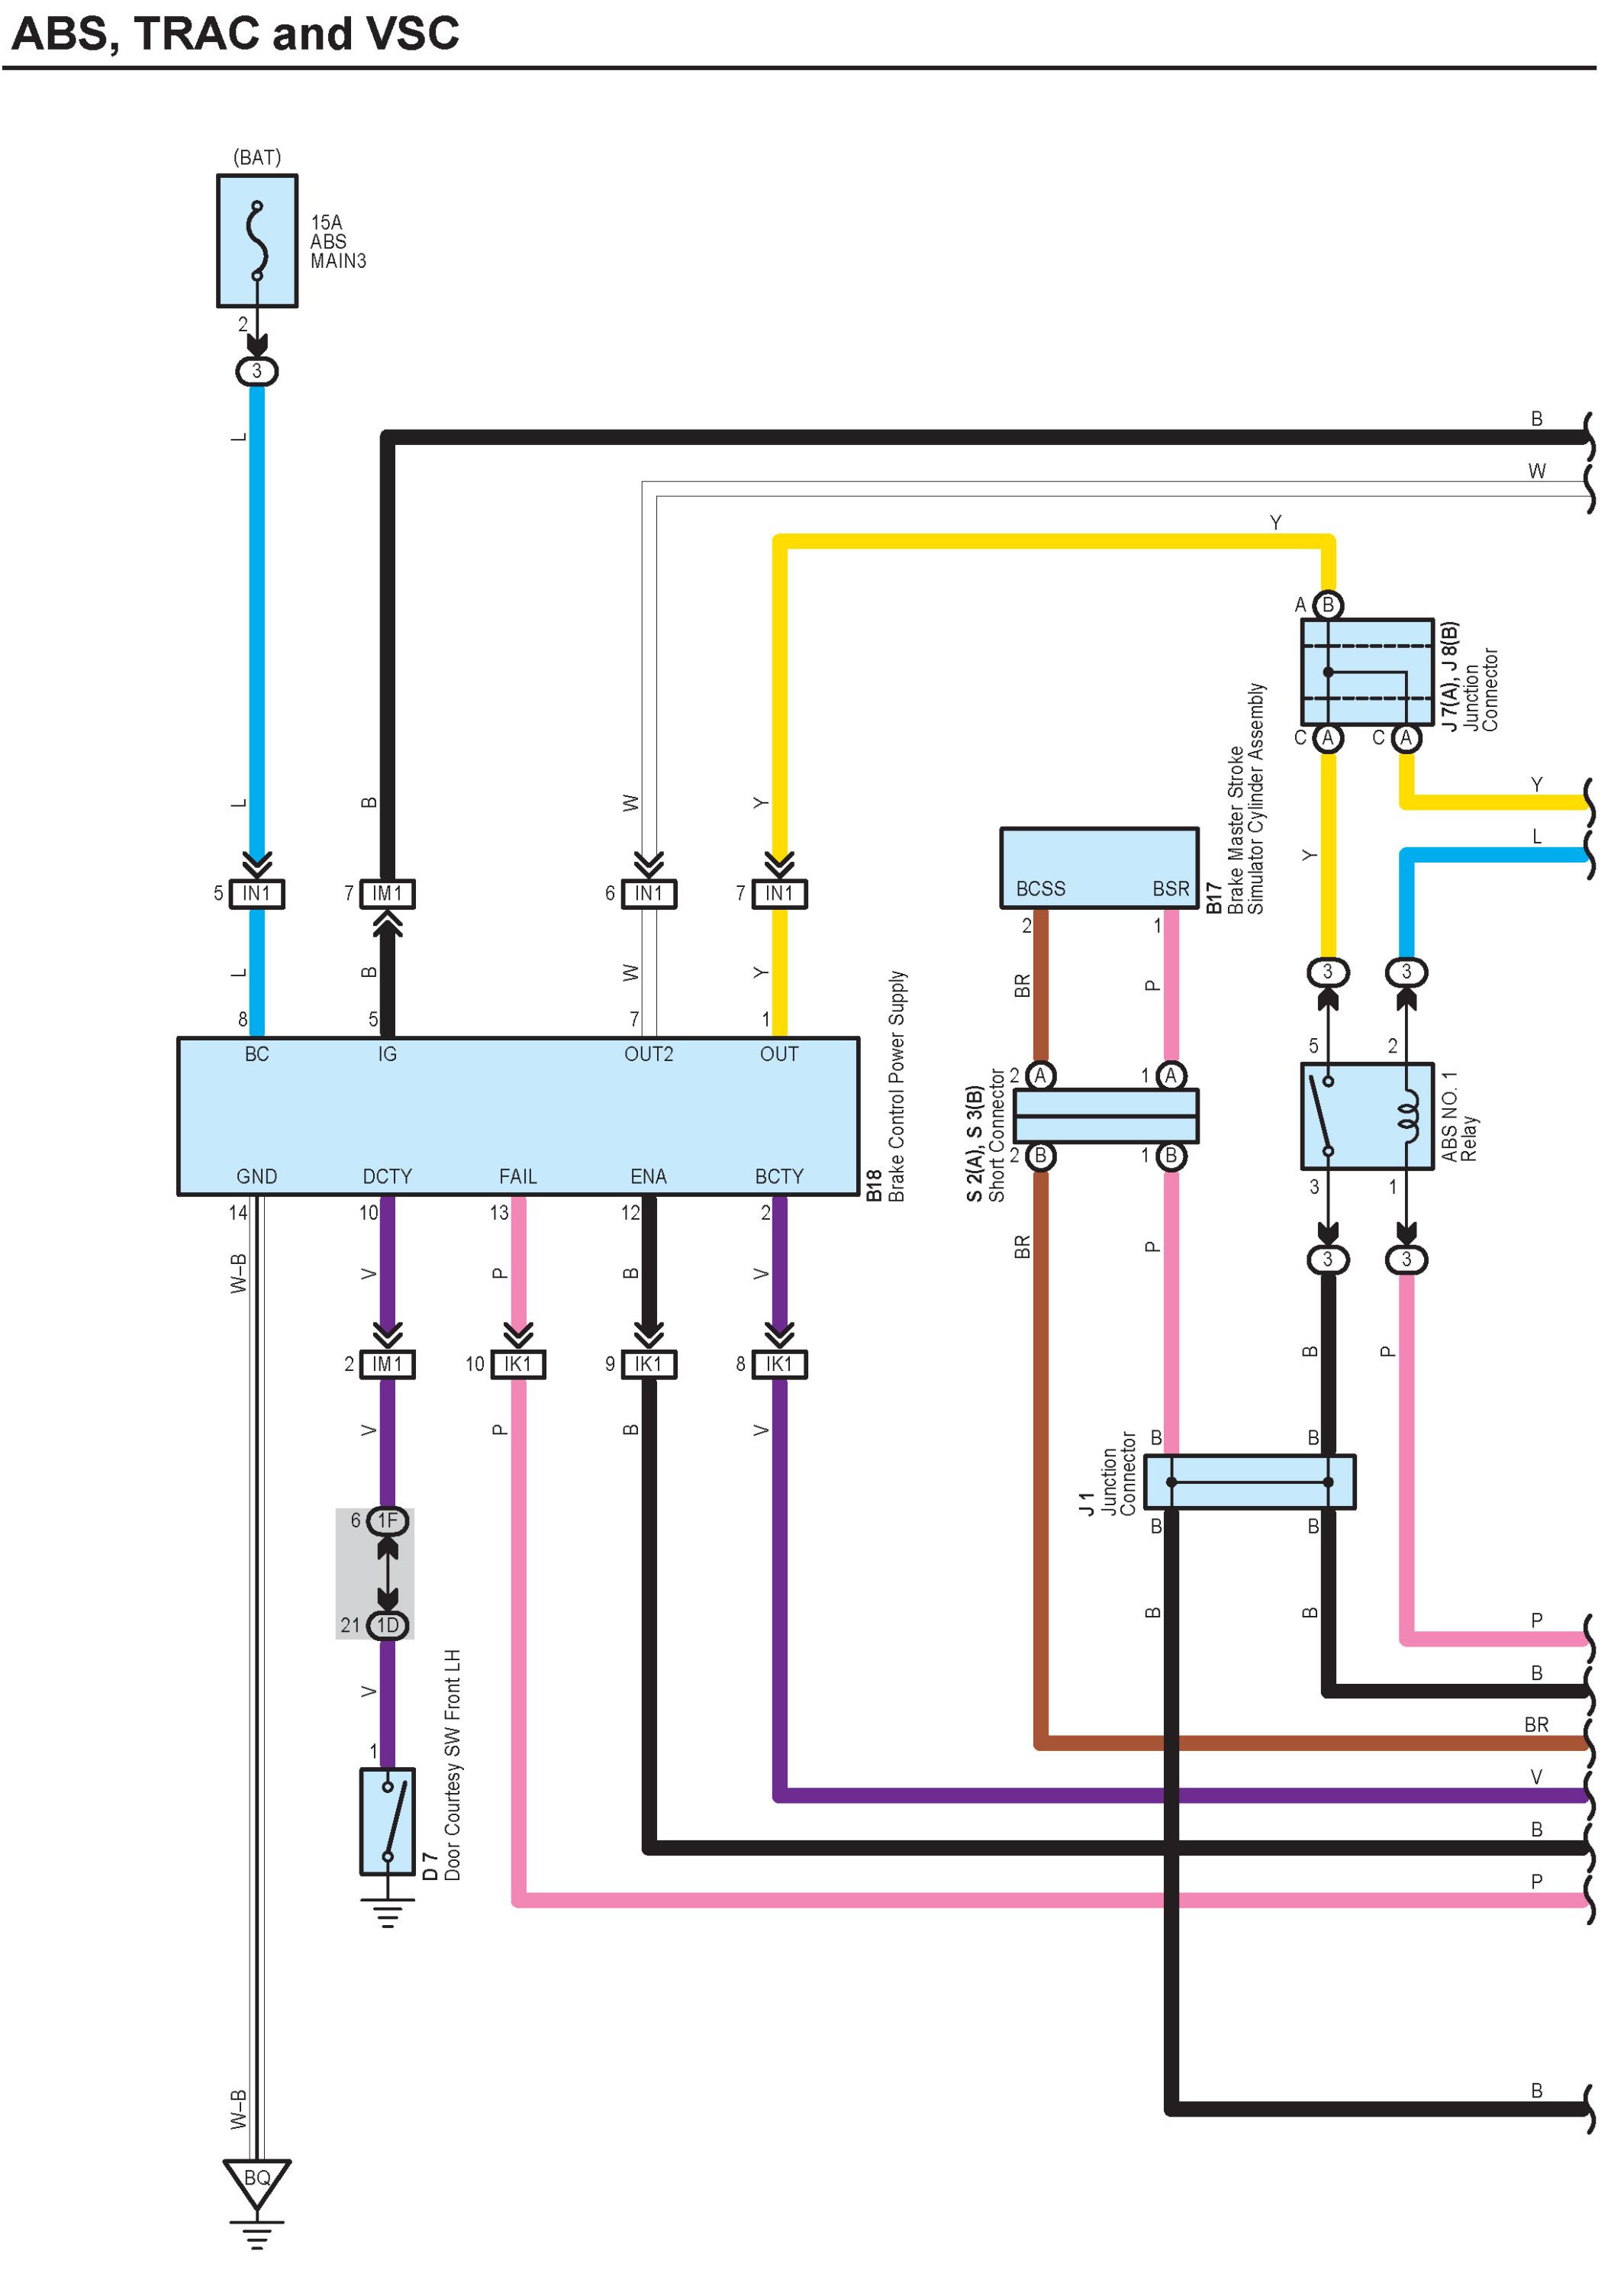 ABS, TRAC and VSC
(BAT)
15A
ABS
MAIN3
2
3
L
B
W
Y
A B
J 7(A), J 8(B)
Junction
Connector
C A C A
Y
L
L
B
W
Y
Y
5 IN1
7 IM1
6 IN1
7 IN1
BCSS
BSR
B17
Brake Master Stroke
Simulator Cylinder Assembly
2
1
L
B
W
Y
BR
P
3
3
8
5
7
1
5
2
BC
IG
OUT2
OUT
2 A
1 A
S 2(A), S 3(B)
Short Connector
2 B
1 B
ABS NO. 1
Relay
GND
DCTY
FAIL
ENA
BCTY
B18
Brake Control Power Supply
14
10
13
12
2
3
1
W–B
V
P
B
V
BR
P
3
3
2 IM1
10 IK1
9 IK1
8 IK1
B
P
V
P
B
V
B
B
J 1
Junction
Connector
B
B
6 1F
21 1D
B
B
P
V
B
1
BR
D 7
Door Courtesy SW Front LH
V
B
P
W–B
B
BQ